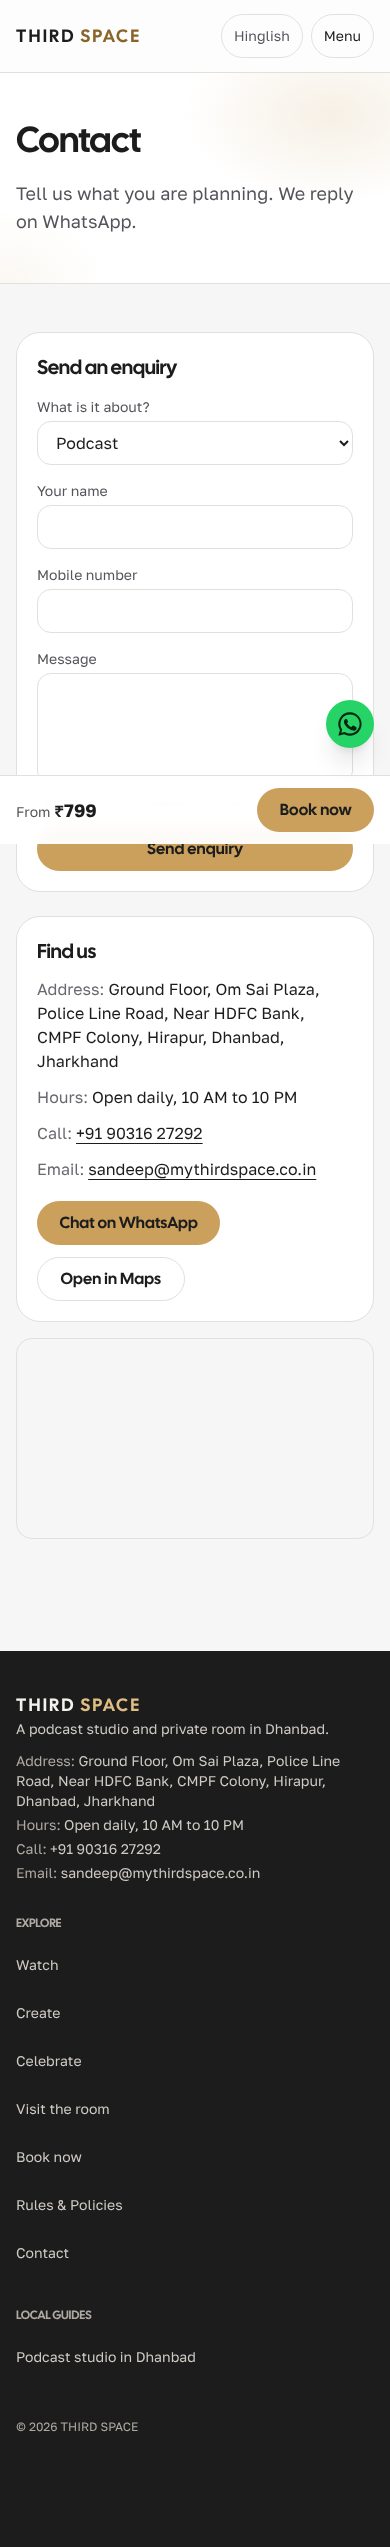 THIRD SPACE
Hinglish
Menu
Contact
Tell us what you are planning. We reply
on WhatsApp.
Send an enquiry
What is it about?
Podcast
Your name
Mobile number
Message
From ₹799
Book now
Send enquiry
Find us
Address: Ground Floor, Om Sai Plaza,
Police Line Road, Near HDFC Bank,
CMPF Colony, Hirapur, Dhanbad,
Jharkhand
Hours: Open daily, 10 AM to 10 PM
Call: +91 90316 27292
Email: sandeep@mythirdspace.co.in
Chat on WhatsApp
Open in Maps
THIRD SPACE
A podcast studio and private room in Dhanbad.
Address: Ground Floor, Om Sai Plaza, Police Line
Road, Near HDFC Bank, CMPF Colony, Hirapur,
Dhanbad, Jharkhand
Hours: Open daily, 10 AM to 10 PM
Call: +91 90316 27292
Email: sandeep@mythirdspace.co.in
EXPLORE
Watch
Create
Celebrate
Visit the room
Book now
Rules & Policies
Contact
LOCAL GUIDES
Podcast studio in Dhanbad
© 2026 THIRD SPACE